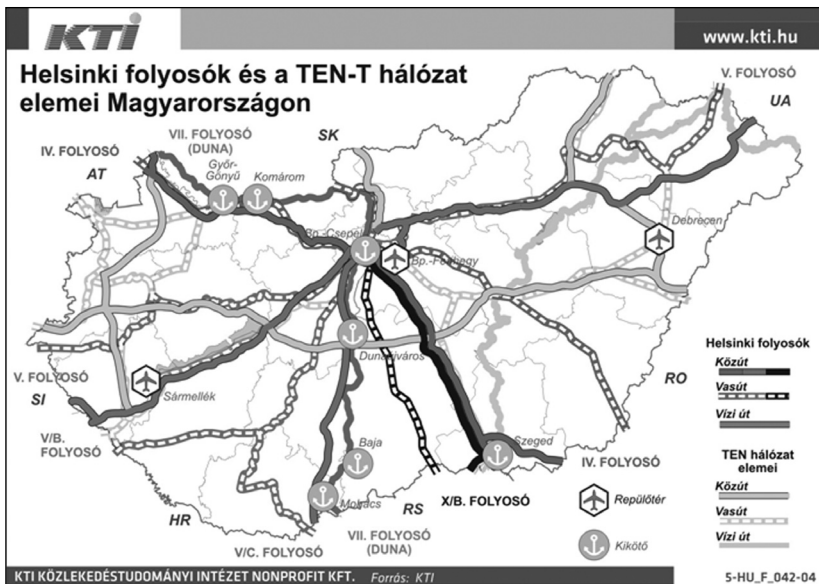 KTI
www.kti.hu
Helsinki folyosók és a TEN-T hálózat
elemei Magyarországon
V. FOLYOSÓ
UA
SK
VII. FOLYOSÓ
(DUNA)
IV. FOLYOSÓ
AT
Győr-
Gönyű
Komárom
Bp.-Csepel
Bp.-Ferihegy
Debrecen
Dunaújváros
Helsinki folyosók
Közút
Vasút
Vízi út
V. FOLYOSÓ
SI
Sármellék
RO
V/B.
FOLYOSÓ
Szeged
Baja
IV. FOLYOSÓ
TEN hálózat
elemei
Közút
Vasút
Vízi út
Mohács
RS
X/B. FOLYOSÓ
Repülőtér
HR
VII. FOLYOSÓ
(DUNA)
V/C. FOLYOSÓ
Kikötő
KTI KÖZLEKEDÉSTUDOMÁNYI INTÉZET NONPROFIT KFT. Forrás: KTI
5-HU_F_042-04